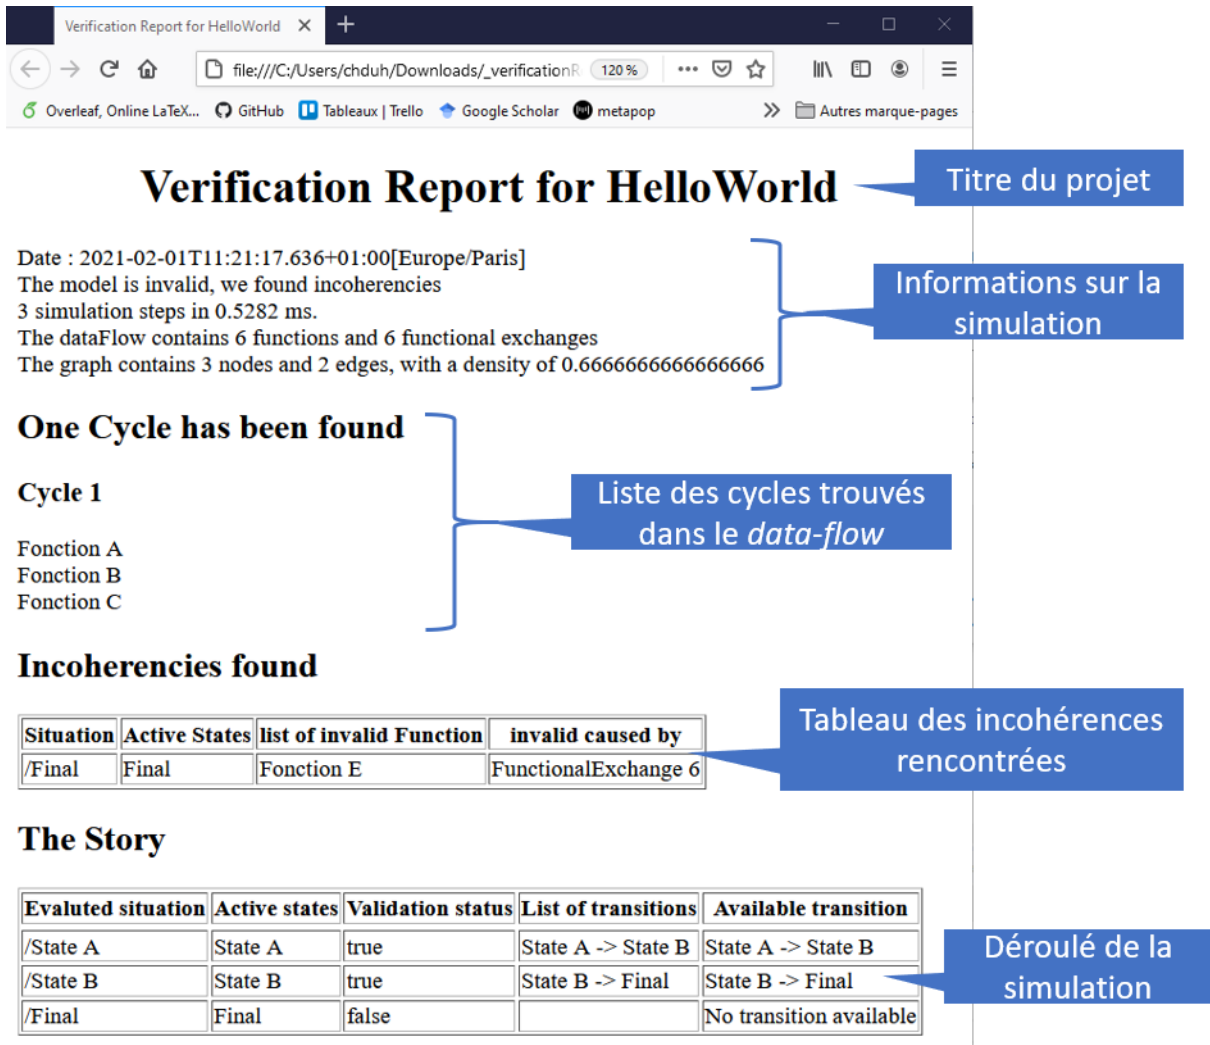 Verification Report for HelloWorld
file:///C:/Users/chduh/Downloads/_verificationR 120 %
Overleaf, Online LaTeX... GitHub Tableaux | Trello Google Scholar metapop Autres marque-pages
Verification Report for HelloWorld
Titre du projet
Date : 2021-02-01T11:21:17.636+01:00[Europe/Paris]
The model is invalid, we found incoherencies
3 simulation steps in 0.5282 ms.
The dataFlow contains 6 functions and 6 functional exchanges
The graph contains 3 nodes and 2 edges, with a density of 0.6666666666666666
Informations sur la
simulation
One Cycle has been found
Cycle 1
Fonction A
Fonction B
Fonction C
Liste des cycles trouvés
dans le data-flow
Incoherencies found
Situation Active States list of invalid Function invalid caused by
/Final Final Fonction E FunctionalExchange 6
Tableau des incohérences
rencontrées
The Story
Evaluted situation Active states Validation status List of transitions Available transition
/State A State A true State A -> State B State A -> State B
/State B State B true State B -> Final State B -> Final
/Final Final false No transition available
Déroulé de la
simulation